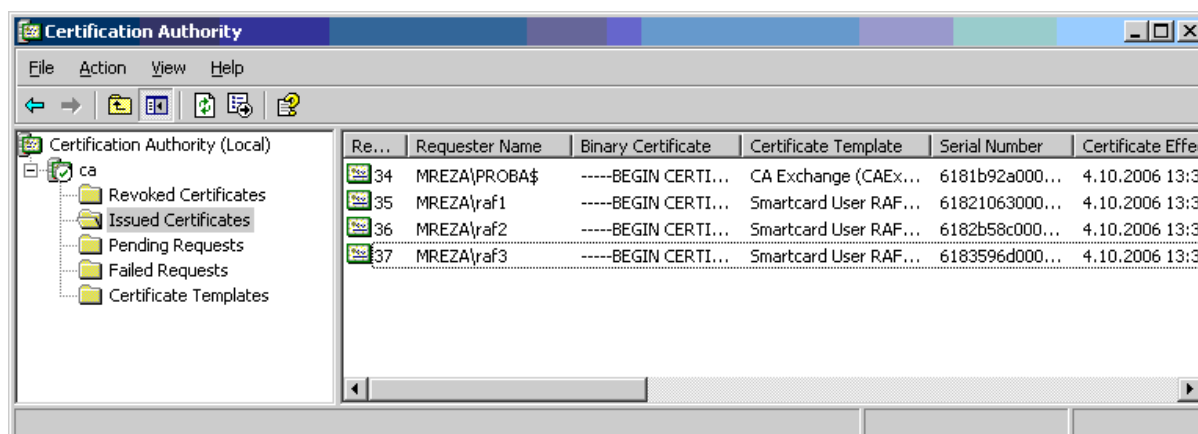 Certification Authority
File Action View Help
Certification Authority (Local)
ca
Revoked Certificates
Issued Certificates
Pending Requests
Failed Requests
Certificate Templates
Re... Requester Name Binary Certificate Certificate Template Serial Number Certificate Effe
34 MREZA\PROBA$ -----BEGIN CERTI... CA Exchange (CAEx... 6181b92a000... 4.10.2006 13:3
35 MREZA\raf1 -----BEGIN CERTI... Smartcard User RAF... 61821063000... 4.10.2006 13:3
36 MREZA\raf2 -----BEGIN CERTI... Smartcard User RAF... 6182b58c000... 4.10.2006 13:3
37 MREZA\raf3 -----BEGIN CERTI... Smartcard User RAF... 6183596d000... 4.10.2006 13:3